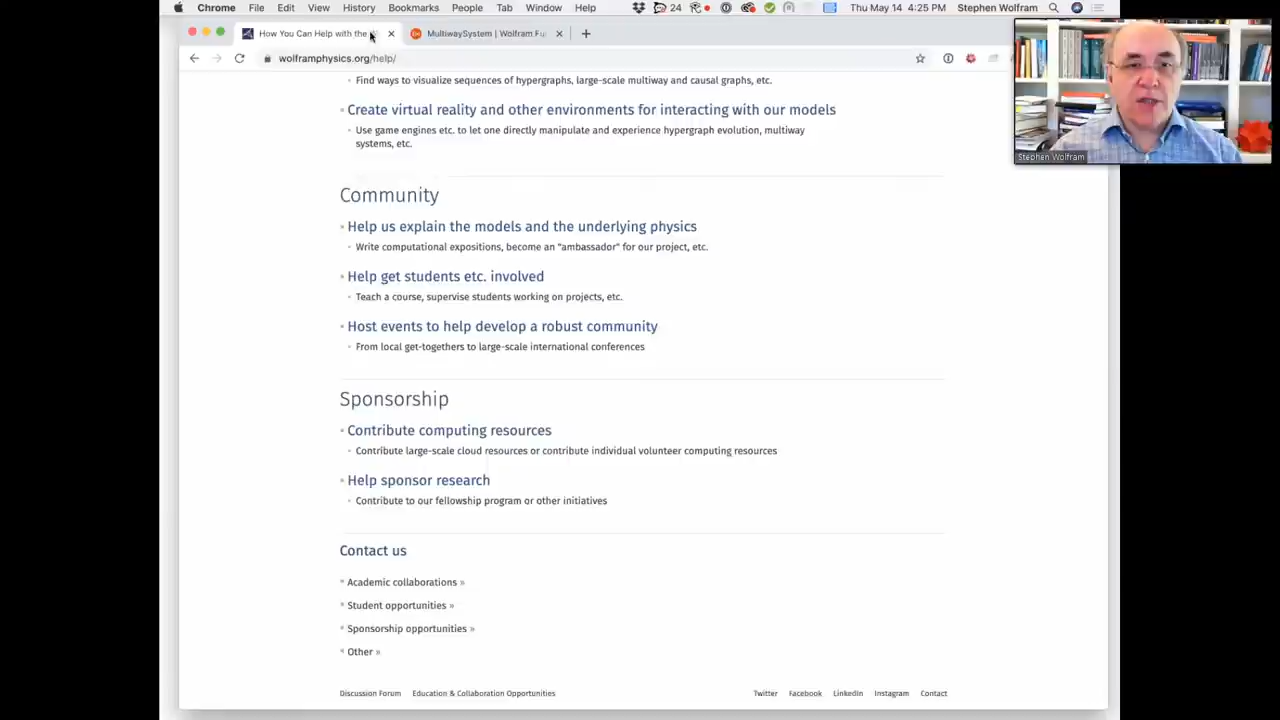 Chrome File Edit View History Bookmarks People Tab Window Help 24 Thu May 14 4:25 PM Stephen Wolfram
How You Can Help with the MultiwaySystem | Wolfram Fu
wolframphysics.org/help/
Find ways to visualize sequences of hypergraphs, large-scale multiway and causal graphs, etc.
Create virtual reality and other environments for interacting with our models
Use game engines etc. to let one directly manipulate and experience hypergraph evolution, multiway
systems, etc.
Stephen Wolfram
Community
Help us explain the models and the underlying physics
Write computational expositions, become an "ambassador" for our project, etc.
Help get students etc. involved
Teach a course, supervise students working on projects, etc.
Host events to help develop a robust community
From local get-togethers to large-scale international conferences
Sponsorship
Contribute computing resources
Contribute large-scale cloud resources or contribute individual volunteer computing resources
Help sponsor research
Contribute to our fellowship program or other initiatives
Contact us
Academic collaborations »
Student opportunities »
Sponsorship opportunities »
Other »
Discussion Forum Education & Collaboration Opportunities Twitter Facebook LinkedIn Instagram Contact